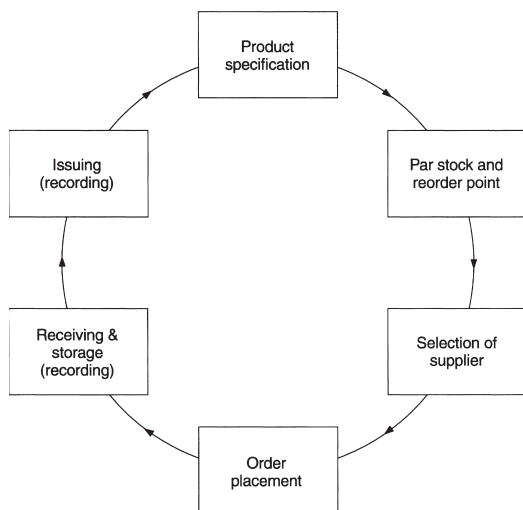 Product
specification
Par stock and
reorder point
Selection of
supplier
Order
placement
Receiving &
storage
(recording)
Issuing
(recording)